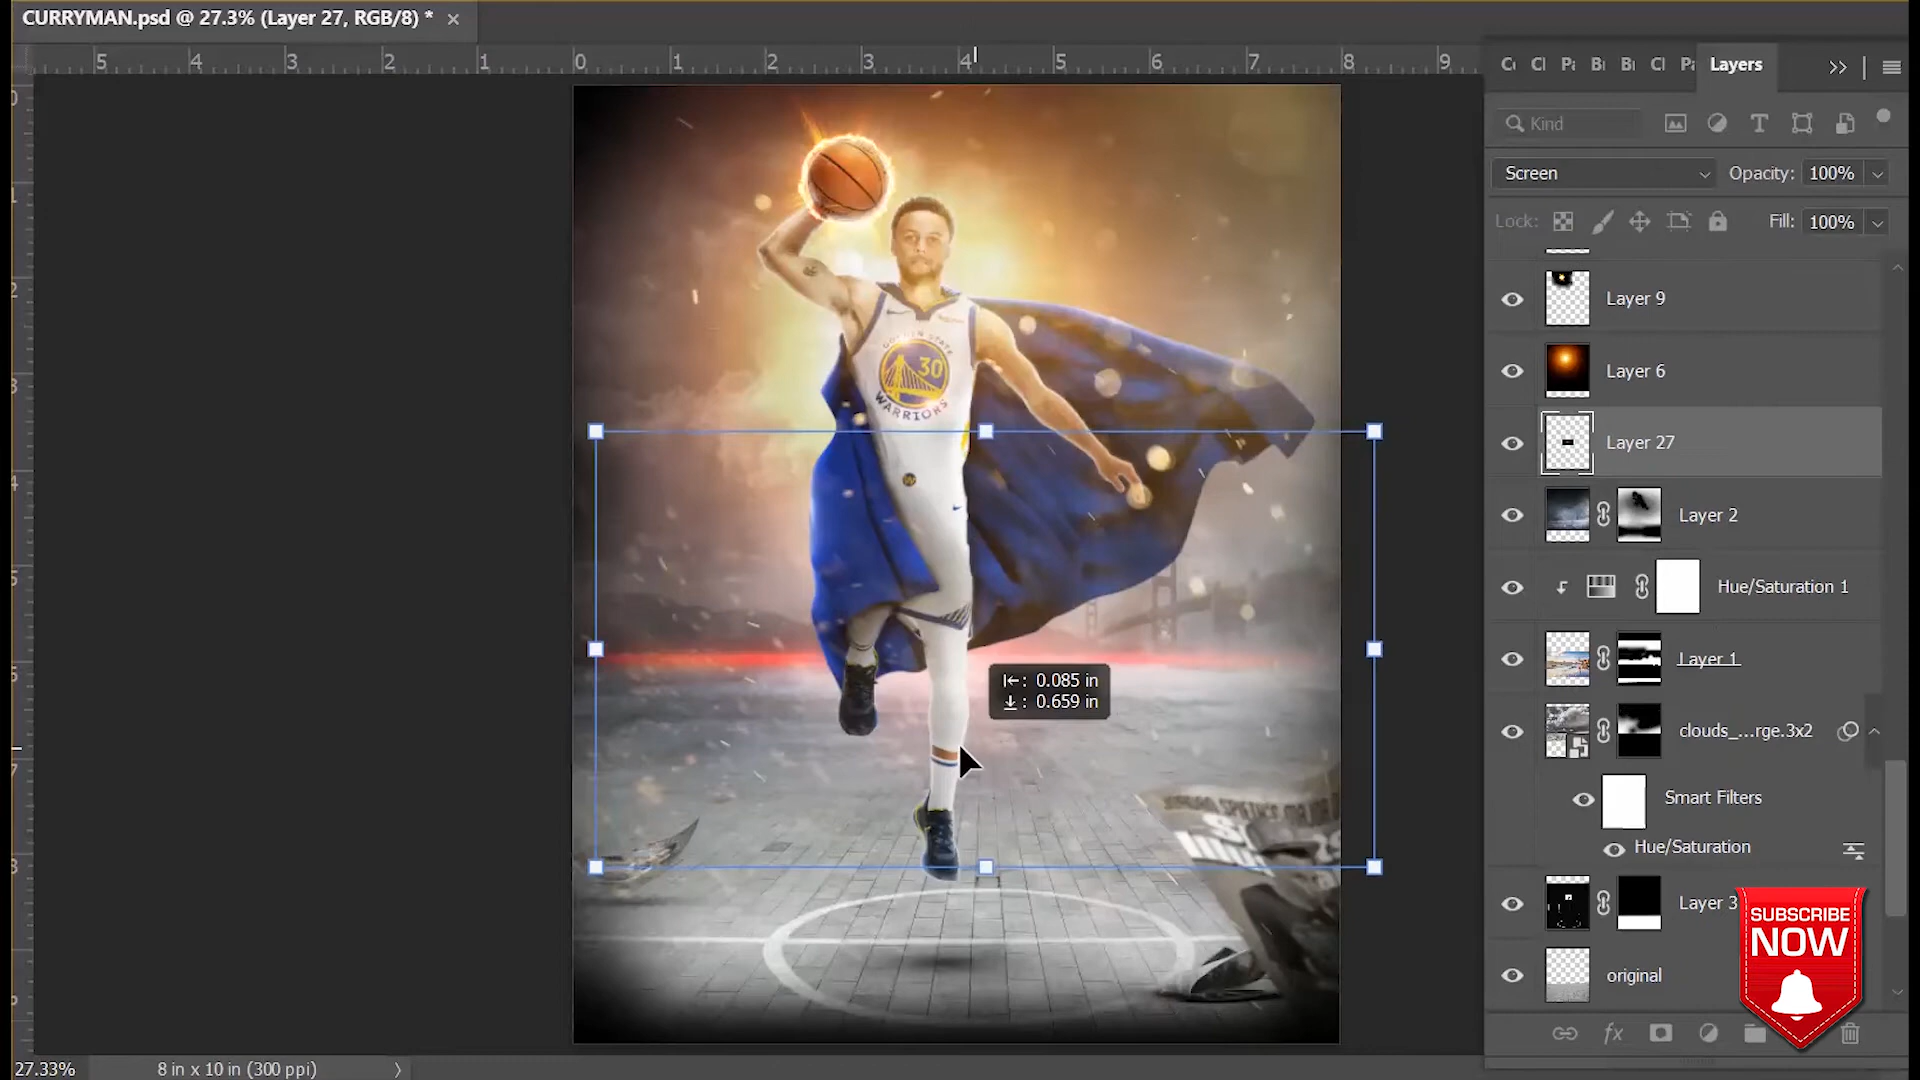 CURRYMAN.psd @ 27.3% (Layer 27, RGB/8) * ×
5 4 3 2 1 0 1 2 3 4 5 6 7 8 9
Layers
Kind
Screen
Opacity: 100%
Lock:
Fill: 100%
Layer 9
Layer 6
Layer 27
Layer 2
Hue/Saturation 1
Layer 1
clouds_...rge.3x2
Smart Filters
Hue/Saturation
Layer 3
original
GOLDEN STATE
30
WARRIORS
: 0.085 in
: 0.659 in
SUBSCRIBE
NOW
27.33%
8 in x 10 in (300 ppi)